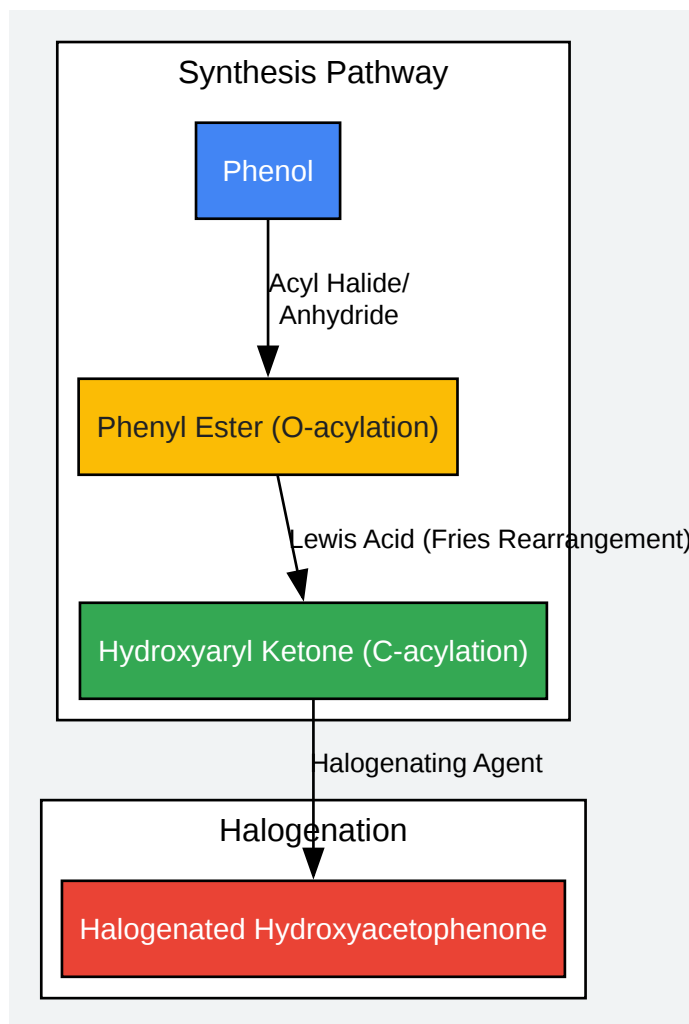 Synthesis Pathway
Phenol
Acyl Halide/
Anhydride
Phenyl Ester (O-acylation)
Lewis Acid (Fries Rearrangement)
Hydroxyaryl Ketone (C-acylation)
Halogenating Agent
Halogenation
Halogenated Hydroxyacetophenone